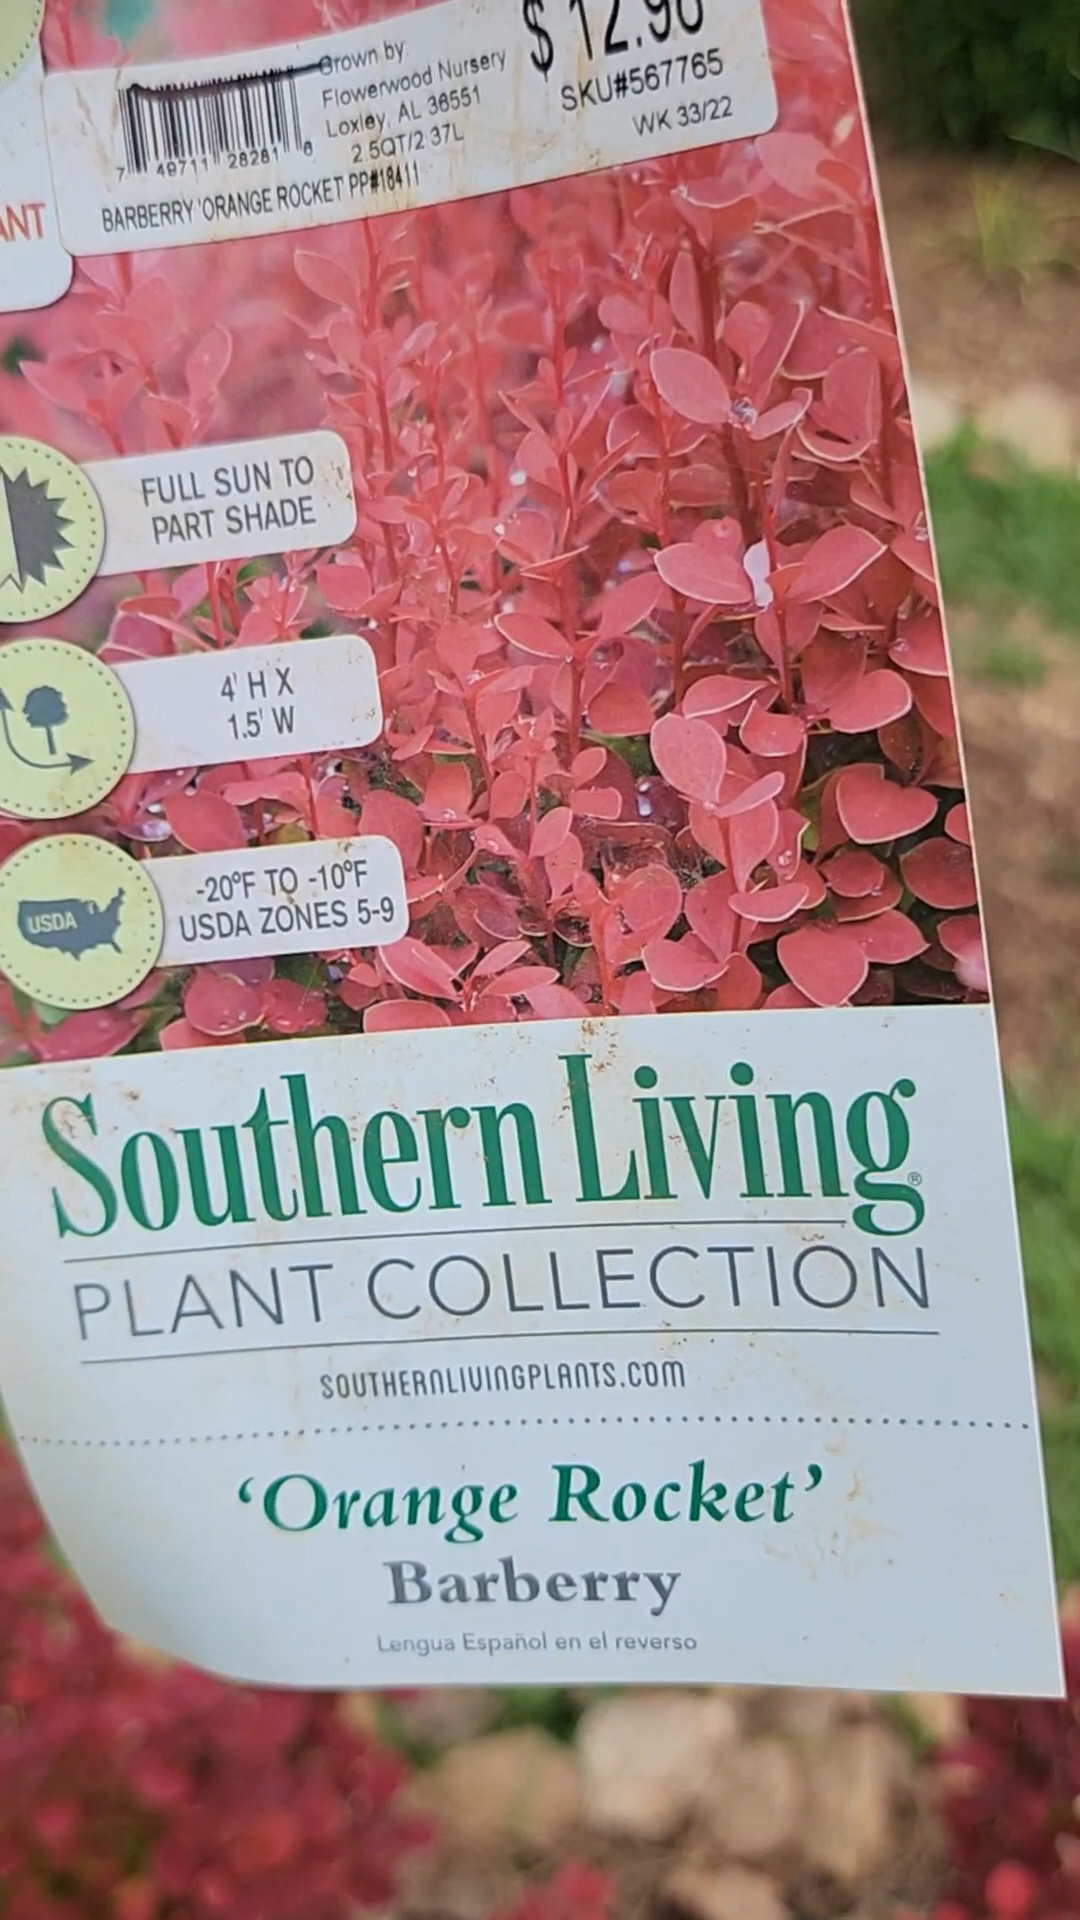 $12.98
Grown by:
Flowerwood Nursery
Loxley, AL 36551
2.5QT/2.37L
SKU#567765
WK 33/22
7 49711 28281 6
BARBERRY 'ORANGE ROCKET PP#18411
ANT
FULL SUN TO
PART SHADE
4' H X
1.5' W
USDA
-20ºF TO -10ºF
USDA ZONES 5-9
Southern Living®
PLANT COLLECTION
SOUTHERNLIVINGPLANTS.COM
‘Orange Rocket’
Barberry
Lengua Español en el reverso